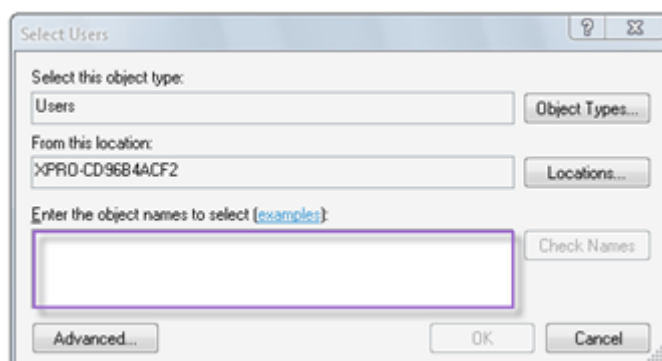 Select Users
Select this object type:
Users
Object Types...
From this location:
XPRO-CD96B4ACF2
Locations...
Enter the object names to select (examples):
Check Names
Advanced...
OK
Cancel